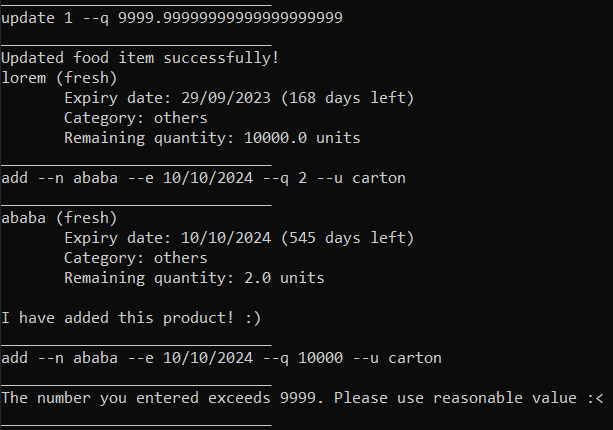 update 1 --q 9999.99999999999999999999
Updated food item successfully!
lorem (fresh)
Expiry date: 29/09/2023 (168 days left)
Category: others
Remaining quantity: 10000.0 units
add --n ababa --e 10/10/2024 --q 2 --u carton
ababa (fresh)
Expiry date: 10/10/2024 (545 days left)
Category: others
Remaining quantity: 2.0 units
I have added this product! :)
add --n ababa --e 10/10/2024 --q 10000 --u carton
The number you entered exceeds 9999. Please use reasonable value :<